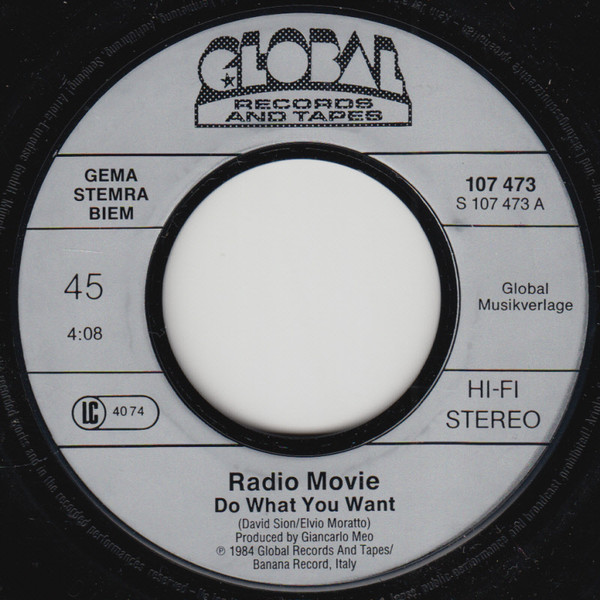 GLOBAL
RECORDS
AND TAPES
GEMA
STEMRA
BIEM
107 473
S 107 473 A
45
4:08
Global
Musikverlage
LC 4074
HI-FI
STEREO
Radio Movie
Do What You Want
(David Sion/Elvio Moratto)
Produced by Giancarlo Meo
℗ 1984 Global Records And Tapes/
Banana Record, Italy